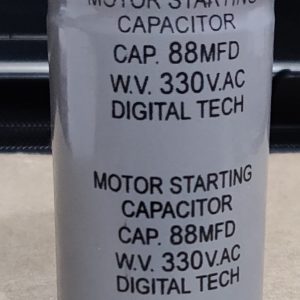 MOTOR STARTING
CAPACITOR
CAP. 88MFD
W.V. 330V.AC
DIGITAL TECH
MOTOR STARTING
CAPACITOR
CAP. 88MFD
W.V. 330V.AC
DIGITAL TECH